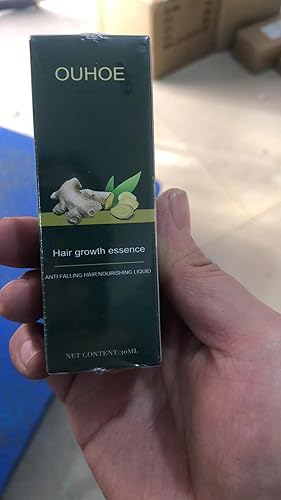 OUHOE
Hair growth essence
ANTI FALLING HAIR NOURISHING LIQUID
NET CONTENT:30ML